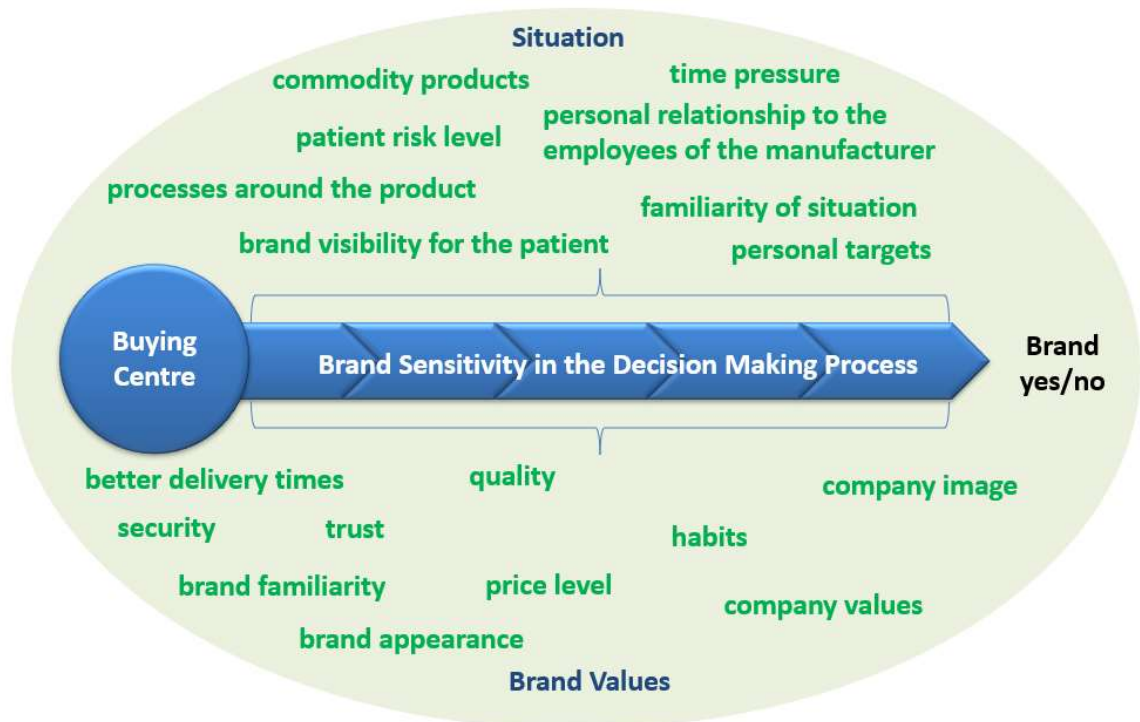 Situation
commodity products
time pressure
patient risk level
personal relationship to the
employees of the manufacturer
processes around the product
familiarity of situation
brand visibility for the patient
personal targets
Buying
Centre
Brand Sensitivity in the Decision Making Process
Brand
yes/no
better delivery times
quality
company image
security
trust
habits
brand familiarity
price level
company values
brand appearance
Brand Values